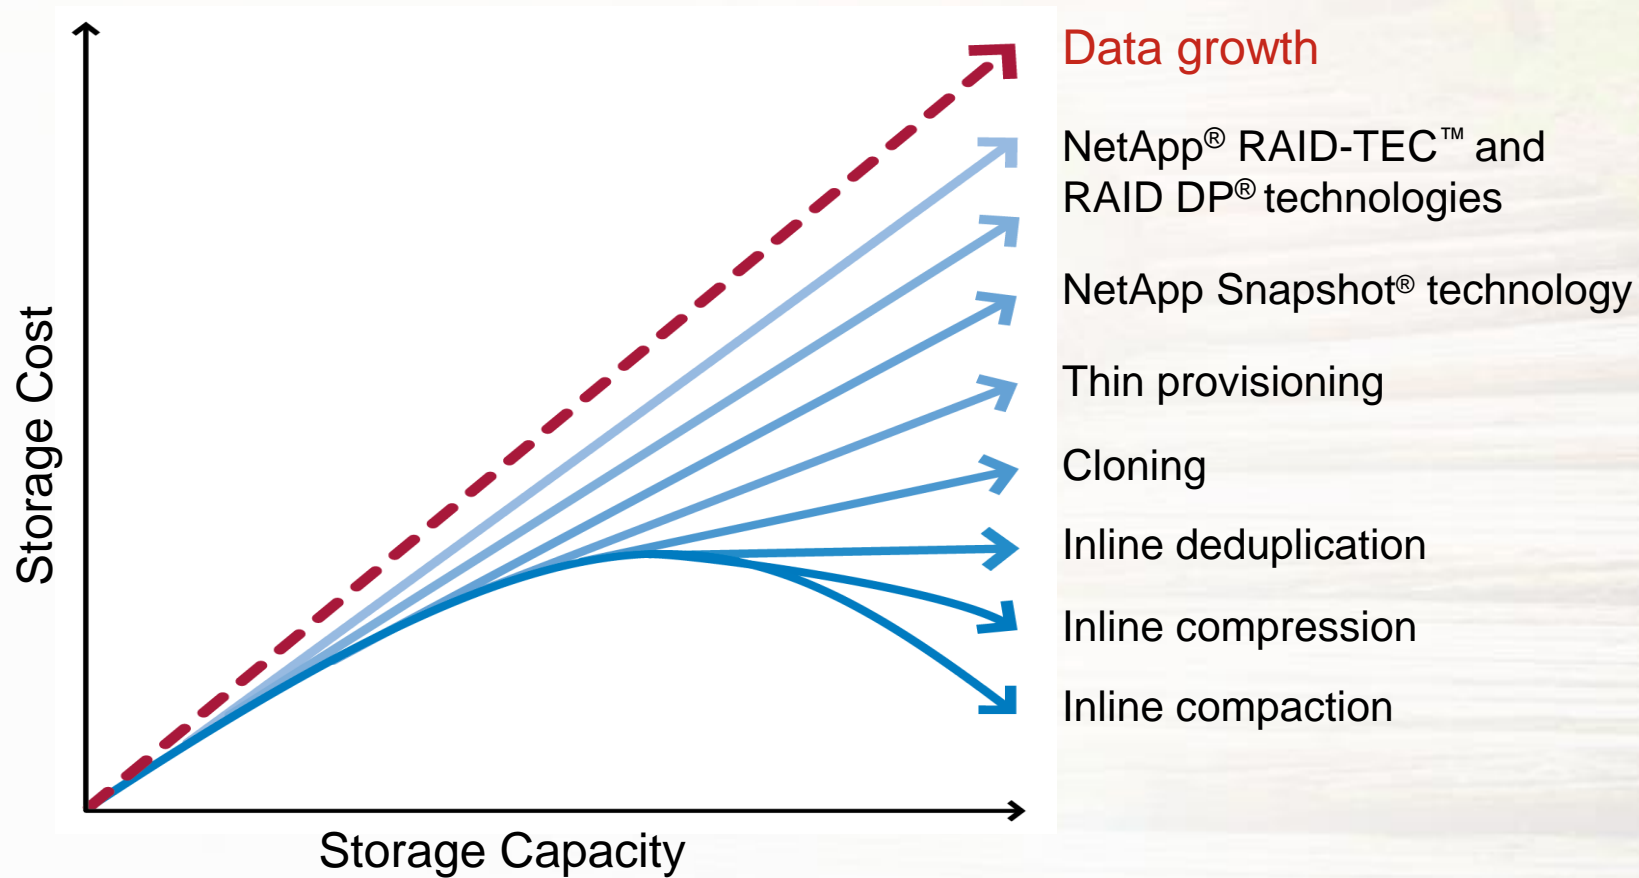 Data growth
NetApp® RAID-TEC™ and
RAID DP® technologies
NetApp Snapshot® technology
Thin provisioning
Cloning
Inline deduplication
Inline compression
Inline compaction
Storage Cost
Storage Capacity